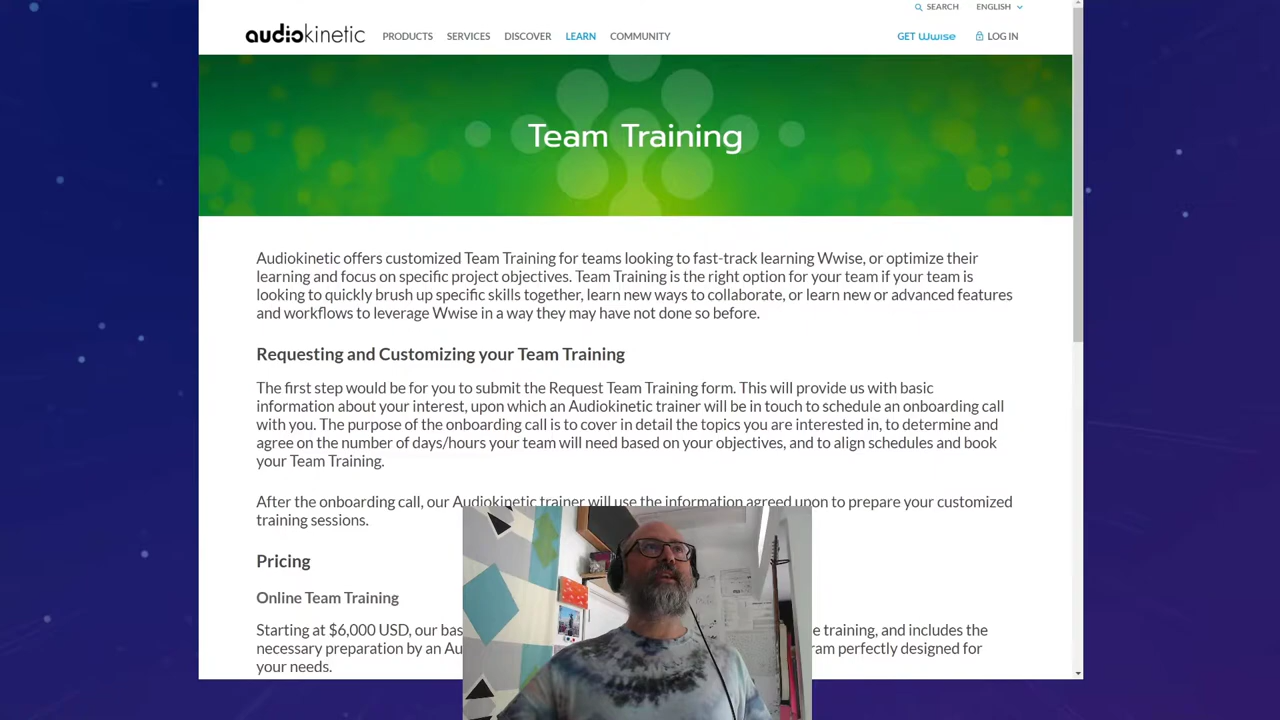 SEARCH ENGLISH
audiokinetic PRODUCTS SERVICES DISCOVER LEARN COMMUNITY GET Wwise LOG IN
Team Training
Audiokinetic offers customized Team Training for teams looking to fast-track learning Wwise, or optimize their
learning and focus on specific project objectives. Team Training is the right option for your team if your team is
looking to quickly brush up specific skills together, learn new ways to collaborate, or learn new or advanced features
and workflows to leverage Wwise in a way they may have not done so before.
Requesting and Customizing your Team Training
The first step would be for you to submit the Request Team Training form. This will provide us with basic
information about your interest, upon which an Audiokinetic trainer will be in touch to schedule an onboarding call
with you. The purpose of the onboarding call is to cover in detail the topics you are interested in, to determine and
agree on the number of days/hours your team will need based on your objectives, and to align schedules and book
your Team Training.
After the onboarding call, our Audiokinetic trainer will use the information agreed upon to prepare your customized
training sessions.
Pricing
Online Team Training
Starting at $6,000 USD, our bas e training, and includes the
necessary preparation by an Au ram perfectly designed for
your needs.